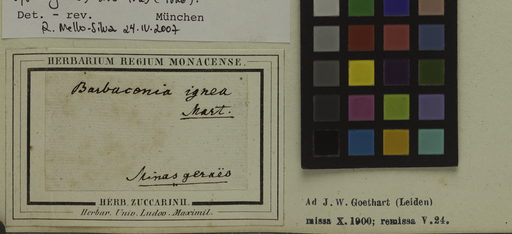 Det. - rev. München
R. Mello-Silva 24.IV.2007
HERBARIUM REGIUM MONACENSE.
Barbacenia ignea
Mart.
Minas geraës
HERB. ZUCCARINII.
Herbar. Univ. Ludov. Maximil.
Ad J. W. Goethart (Leiden)
missa X. 1900; remissa V. 24.